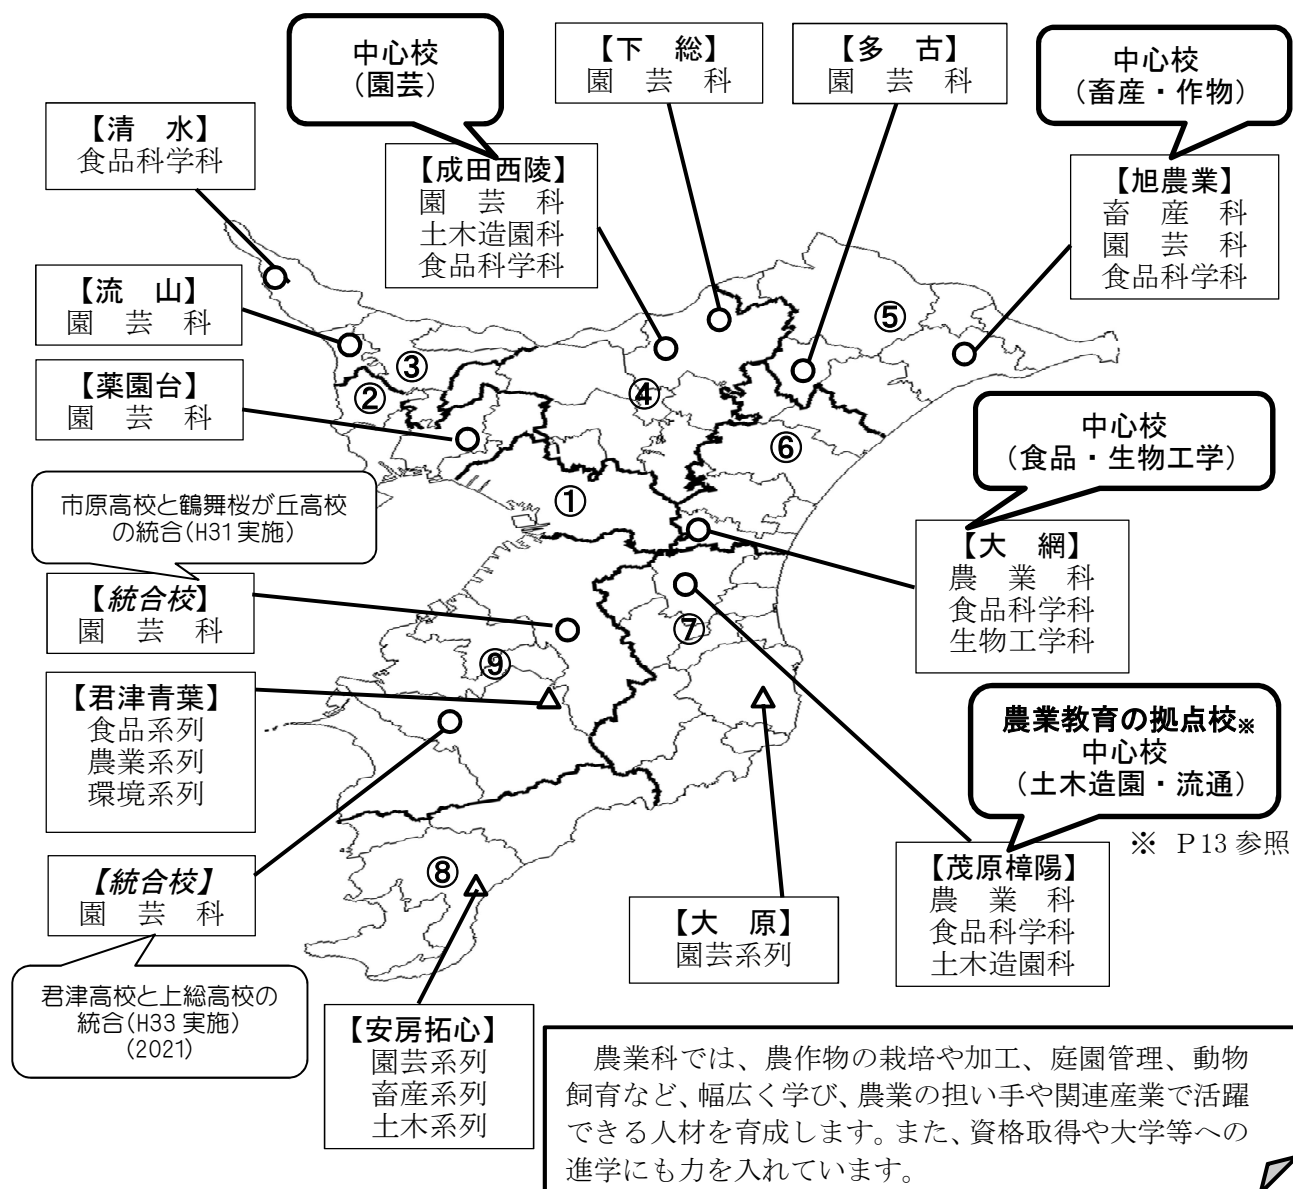 中心校
(園芸)
【下　総】
園　芸　科
【多　古】
園　芸　科
中心校
(畜産・作物)
【清　水】
食品科学科
【成田西陵】
園　芸　科
土木造園科
食品科学科
【旭農業】
畜　産　科
園　芸　科
食品科学科
【流　山】
園　芸　科
【薬園台】
園　芸　科
⑤
③
②
④
⑥
①
中心校
(食品・生物工学)
市原高校と鶴舞桜が丘高校
の統合(H31実施)
【統合校】
園　芸　科
【大　網】
農　業　科
食品科学科
生物工学科
⑦
⑨
【君津青葉】
食品系列
農業系列
環境系列
農業教育の拠点校※
中心校
(土木造園・流通)
※　P13参照
⑧
【統合校】
園　芸　科
【大　原】
園芸系列
【茂原樟陽】
農　業　科
食品科学科
土木造園科
君津高校と上総高校の
統合(H33実施)
(2021)
【安房拓心】
園芸系列
畜産系列
土木系列
農業科では、農作物の栽培や加工、庭園管理、動物
飼育など、幅広く学び、農業の担い手や関連産業で活躍
できる人材を育成します。また、資格取得や大学等への
進学にも力を入れています。